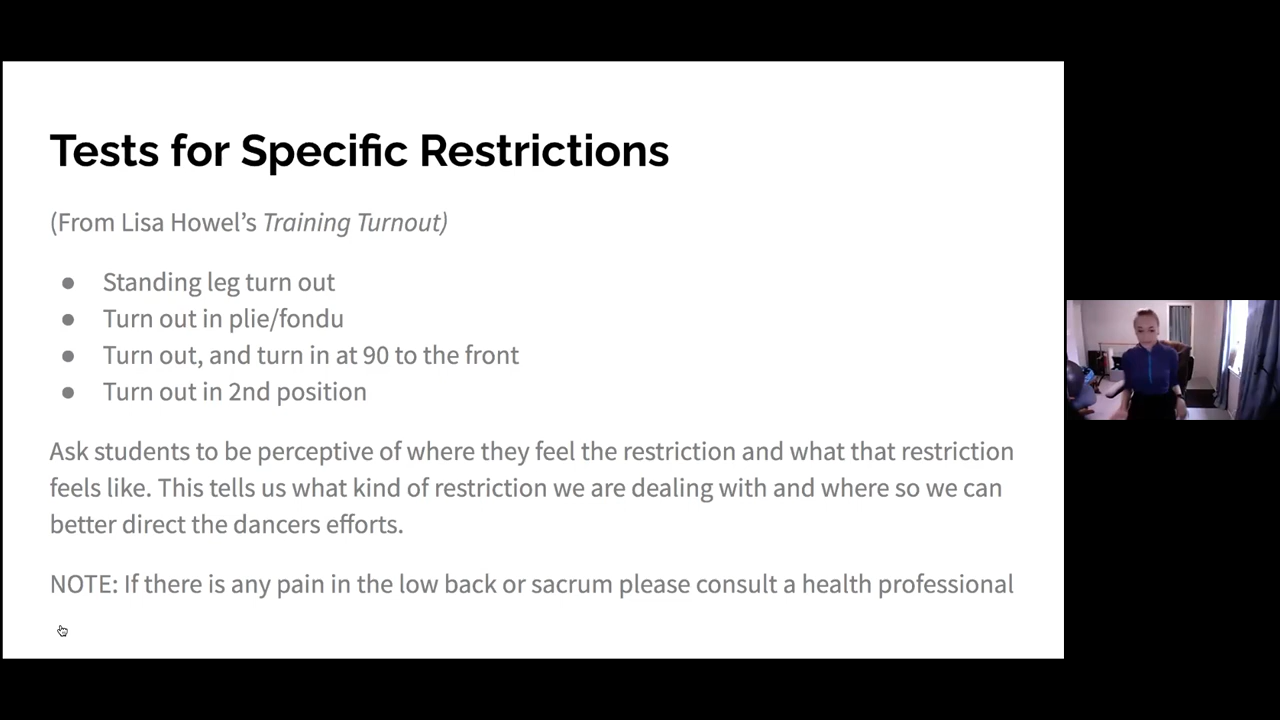 Tests for Specific Restrictions
(From Lisa Howel’s Training Turnout)
● Standing leg turn out
● Turn out in plie/fondu
● Turn out, and turn in at 90 to the front
● Turn out in 2nd position
Ask students to be perceptive of where they feel the restriction and what that restriction
feels like. This tells us what kind of restriction we are dealing with and where so we can
better direct the dancers efforts.
NOTE: If there is any pain in the low back or sacrum please consult a health professional